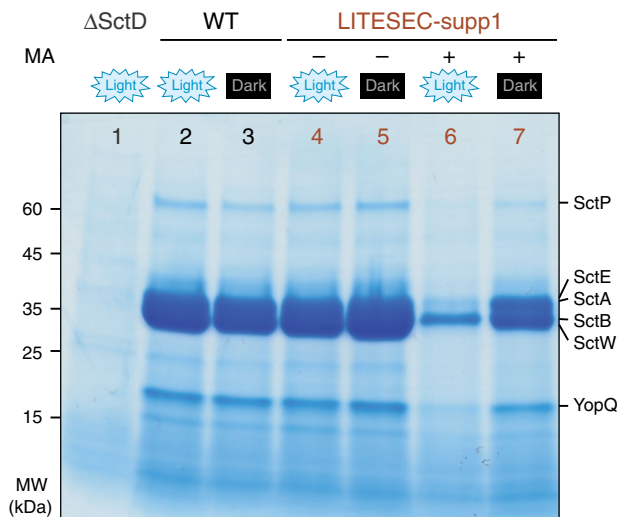 ΔSctD WT LITESEC-supp1
MA – – + +
Light Light Dark Light Dark Light Dark
1 2 3 4 5 6 7
60 SctP
45
SctE
35 SctA
SctB
SctW
25
15 YopQ
MW
(kDa)